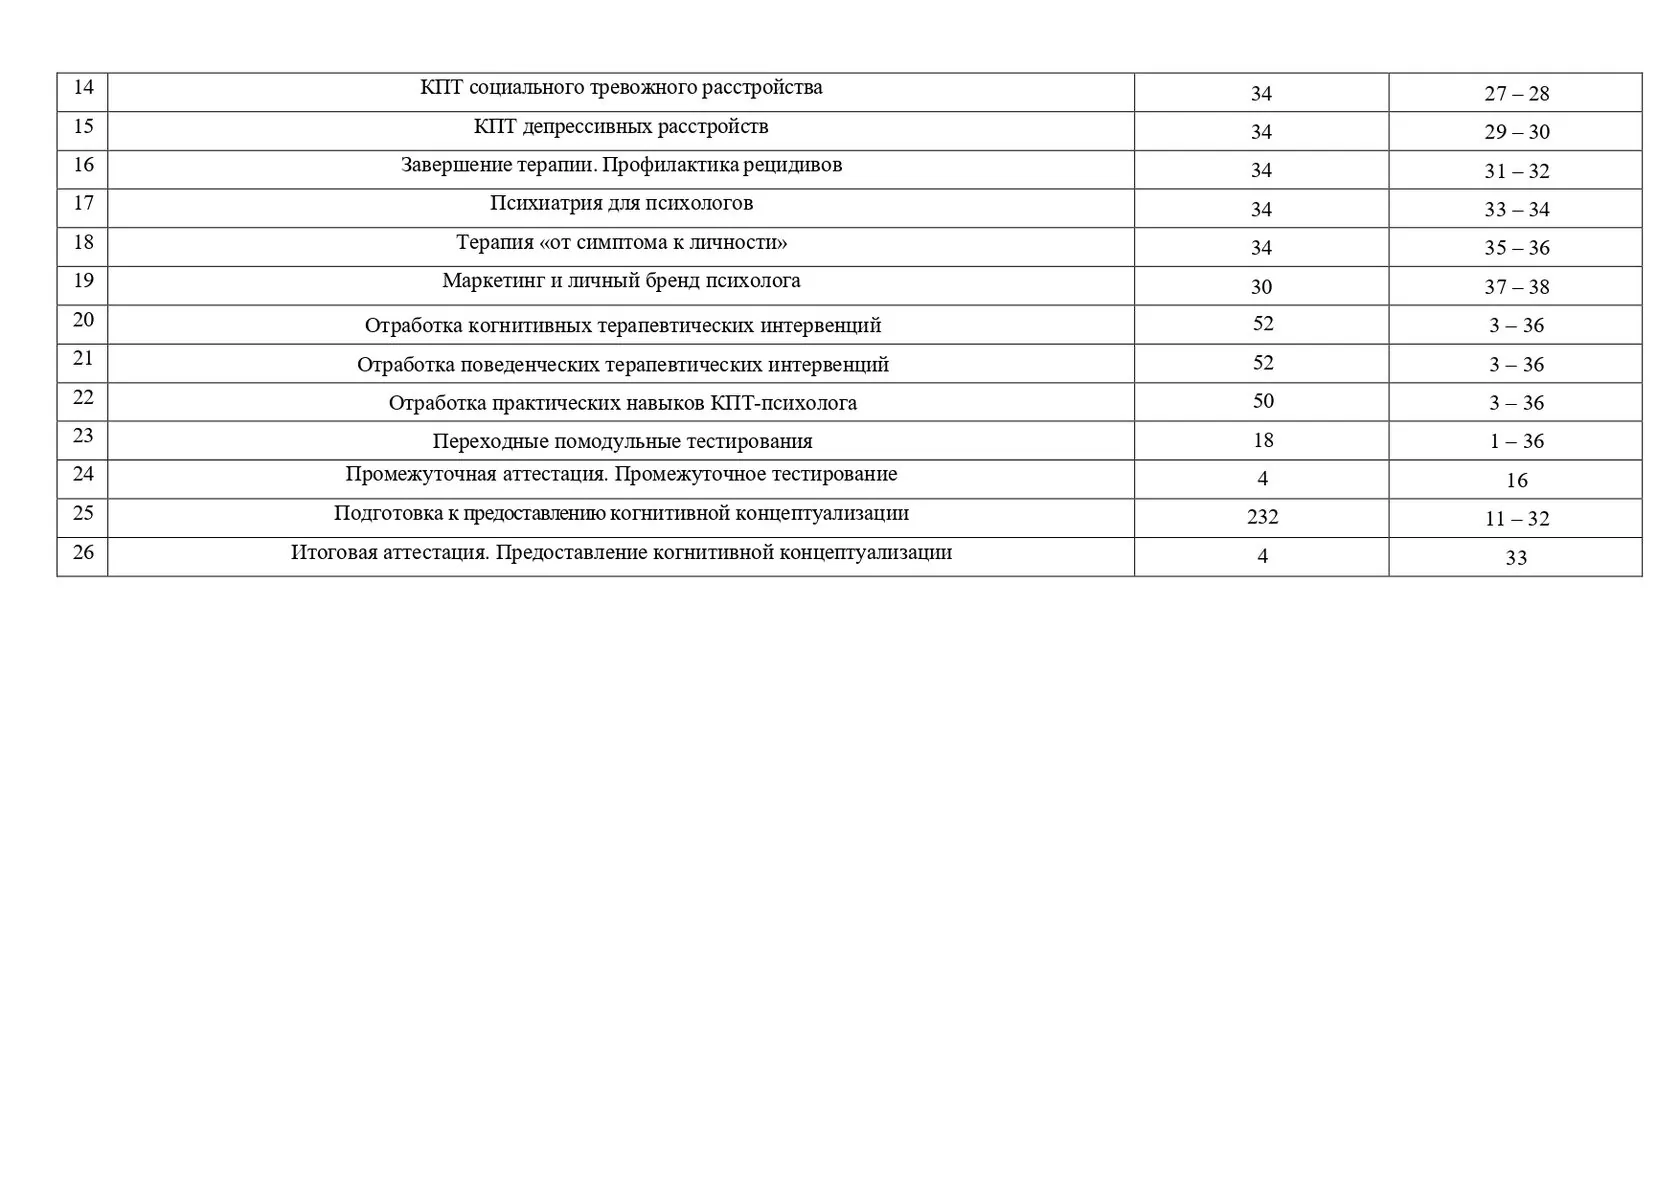 14 КПТ социального тревожного расстройства 34 27 – 28
15 КПТ депрессивных расстройств 34 29 – 30
16 Завершение терапии. Профилактика рецидивов 34 31 – 32
17 Психиатрия для психологов 34 33 – 34
18 Терапия «от симптома к личности» 34 35 – 36
19 Маркетинг и личный бренд психолога 30 37 – 38
20 Отработка когнитивных терапевтических интервенций 52 3 – 36
21 Отработка поведенческих терапевтических интервенций 52 3 – 36
22 Отработка практических навыков КПТ-психолога 50 3 – 36
23 Переходные помодульные тестирования 18 1 – 36
24 Промежуточная аттестация. Промежуточное тестирование 4 16
25 Подготовка к предоставлению когнитивной концептуализации 232 11 – 32
26 Итоговая аттестация. Предоставление когнитивной концептуализации 4 33